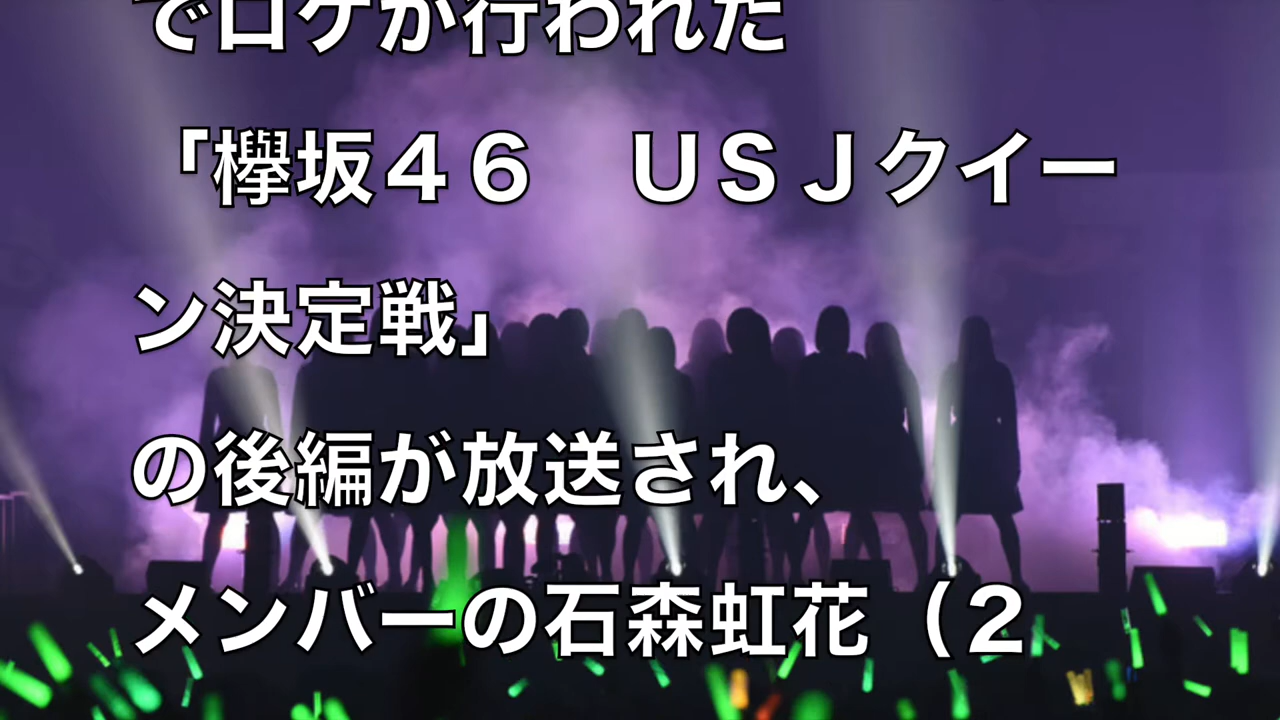 でロケが行われた
「欅坂４６　ＵＳＪクイー
ン決定戦」
の後編が放送され、
メンバーの石森虹花（２